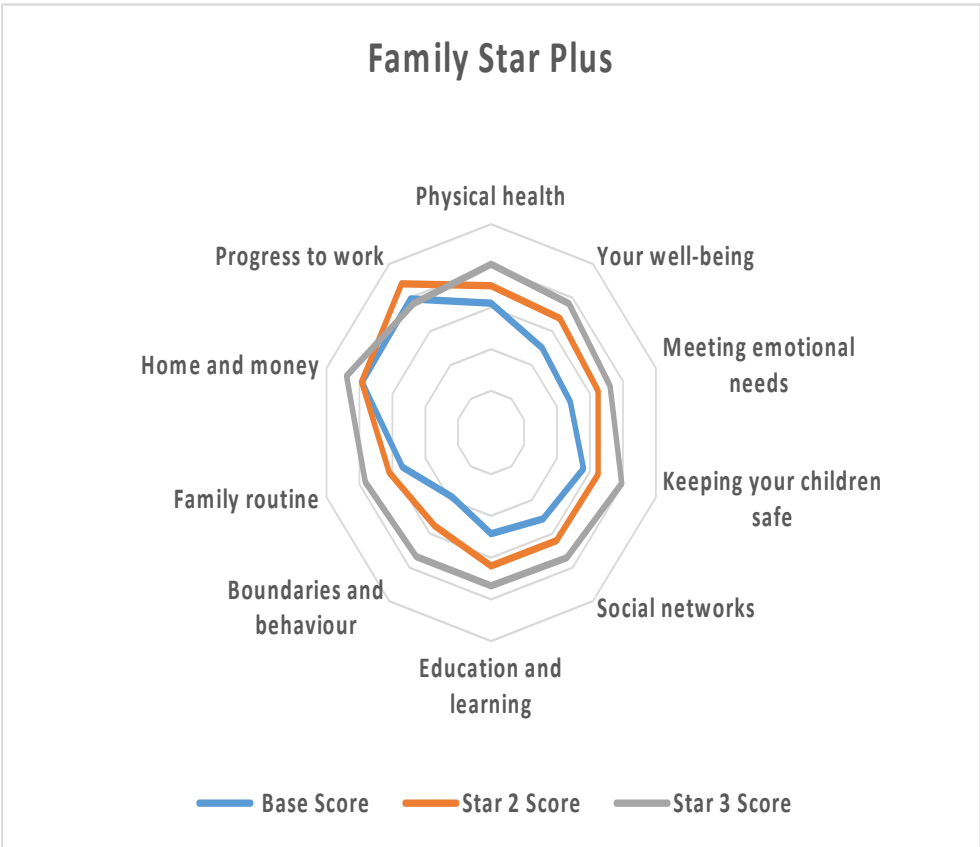 Family Star Plus
Physical health
Your well-being
Meeting emotional
needs
Keeping your children
safe
Social networks
Education and
learning
Boundaries and
behaviour
Family routine
Home and money
Progress to work
Base Score
Star 2 Score
Star 3 Score